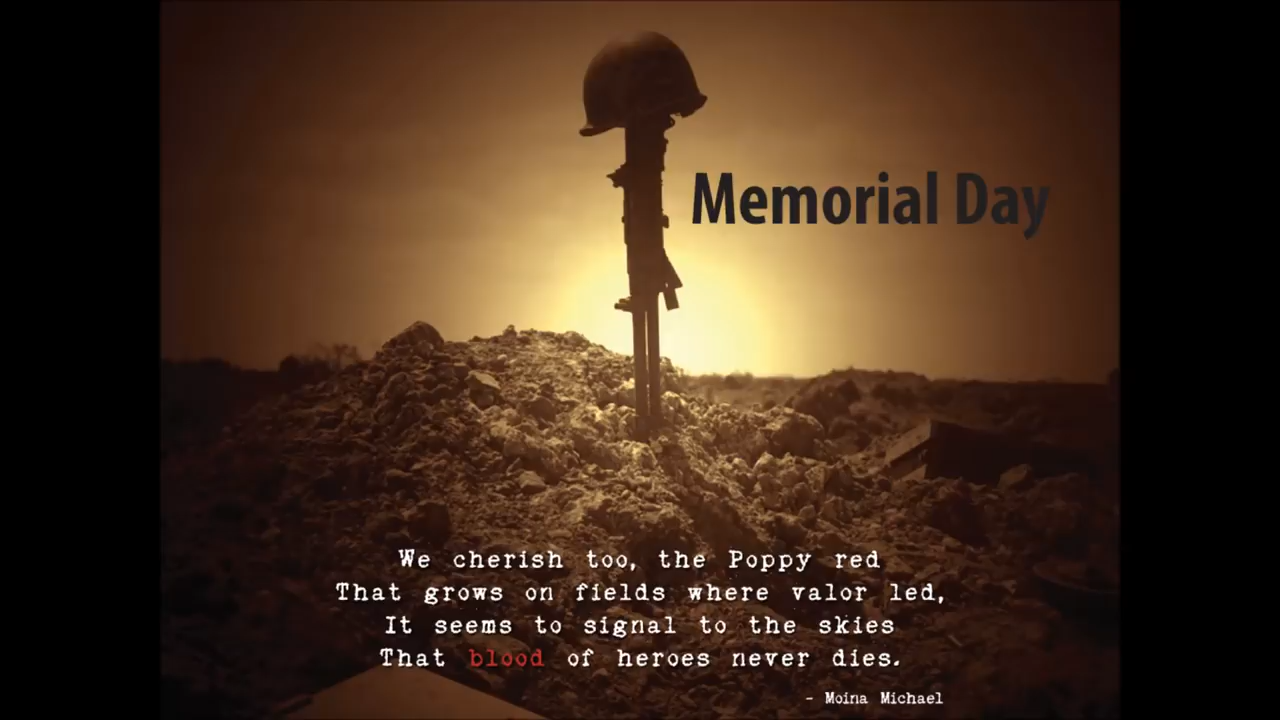 Memorial Day
We cherish too, the Poppy red
That grows on fields where valor led,
It seems to signal to the skies
That blood of heroes never dies.
- Moina Michael